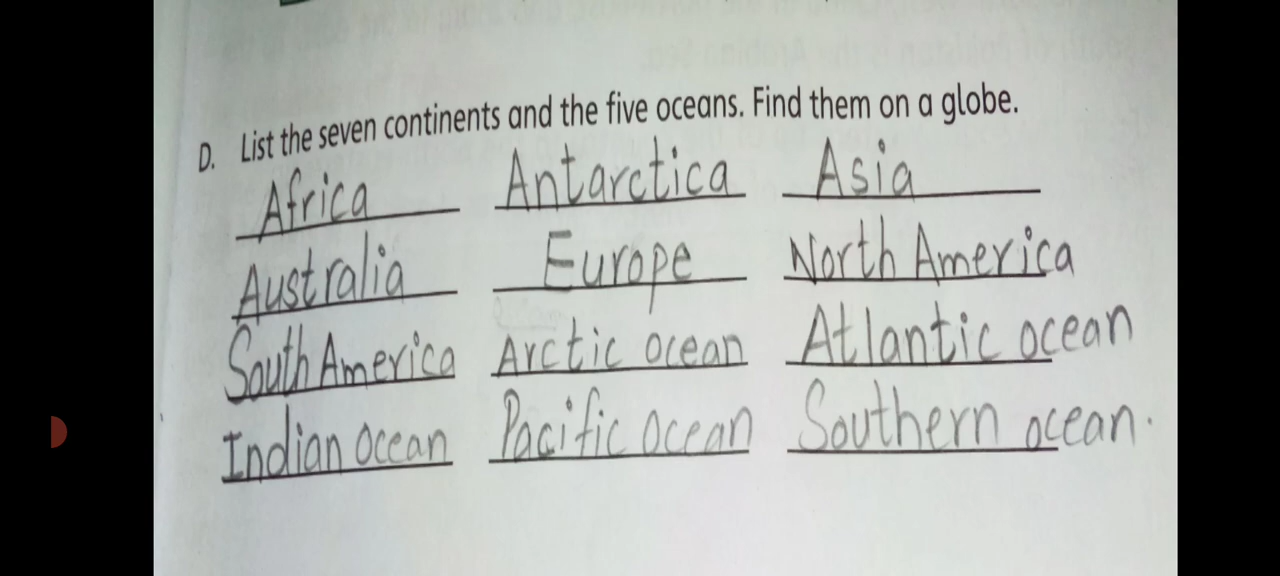 D. List the seven continents and the five oceans. Find them on a globe.
Africa Antarctica Asia
Australia Europe North America
South America Arctic ocean Atlantic ocean
Indian ocean Pacific ocean Southern ocean.